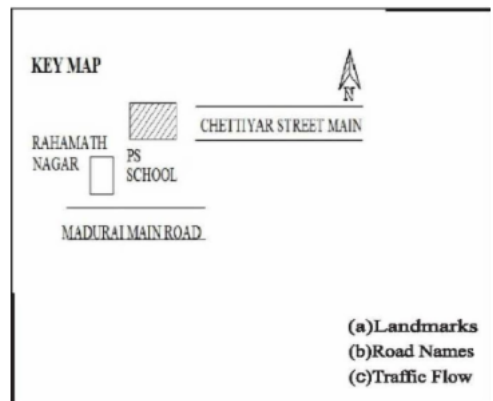 KEY MAP
N
CHETTIYAR STREET MAIN
RAHAMATH
NAGAR
PS
SCHOOL
MADURAI MAIN ROAD
(a)Landmarks
(b)Road Names
(c)Traffic Flow